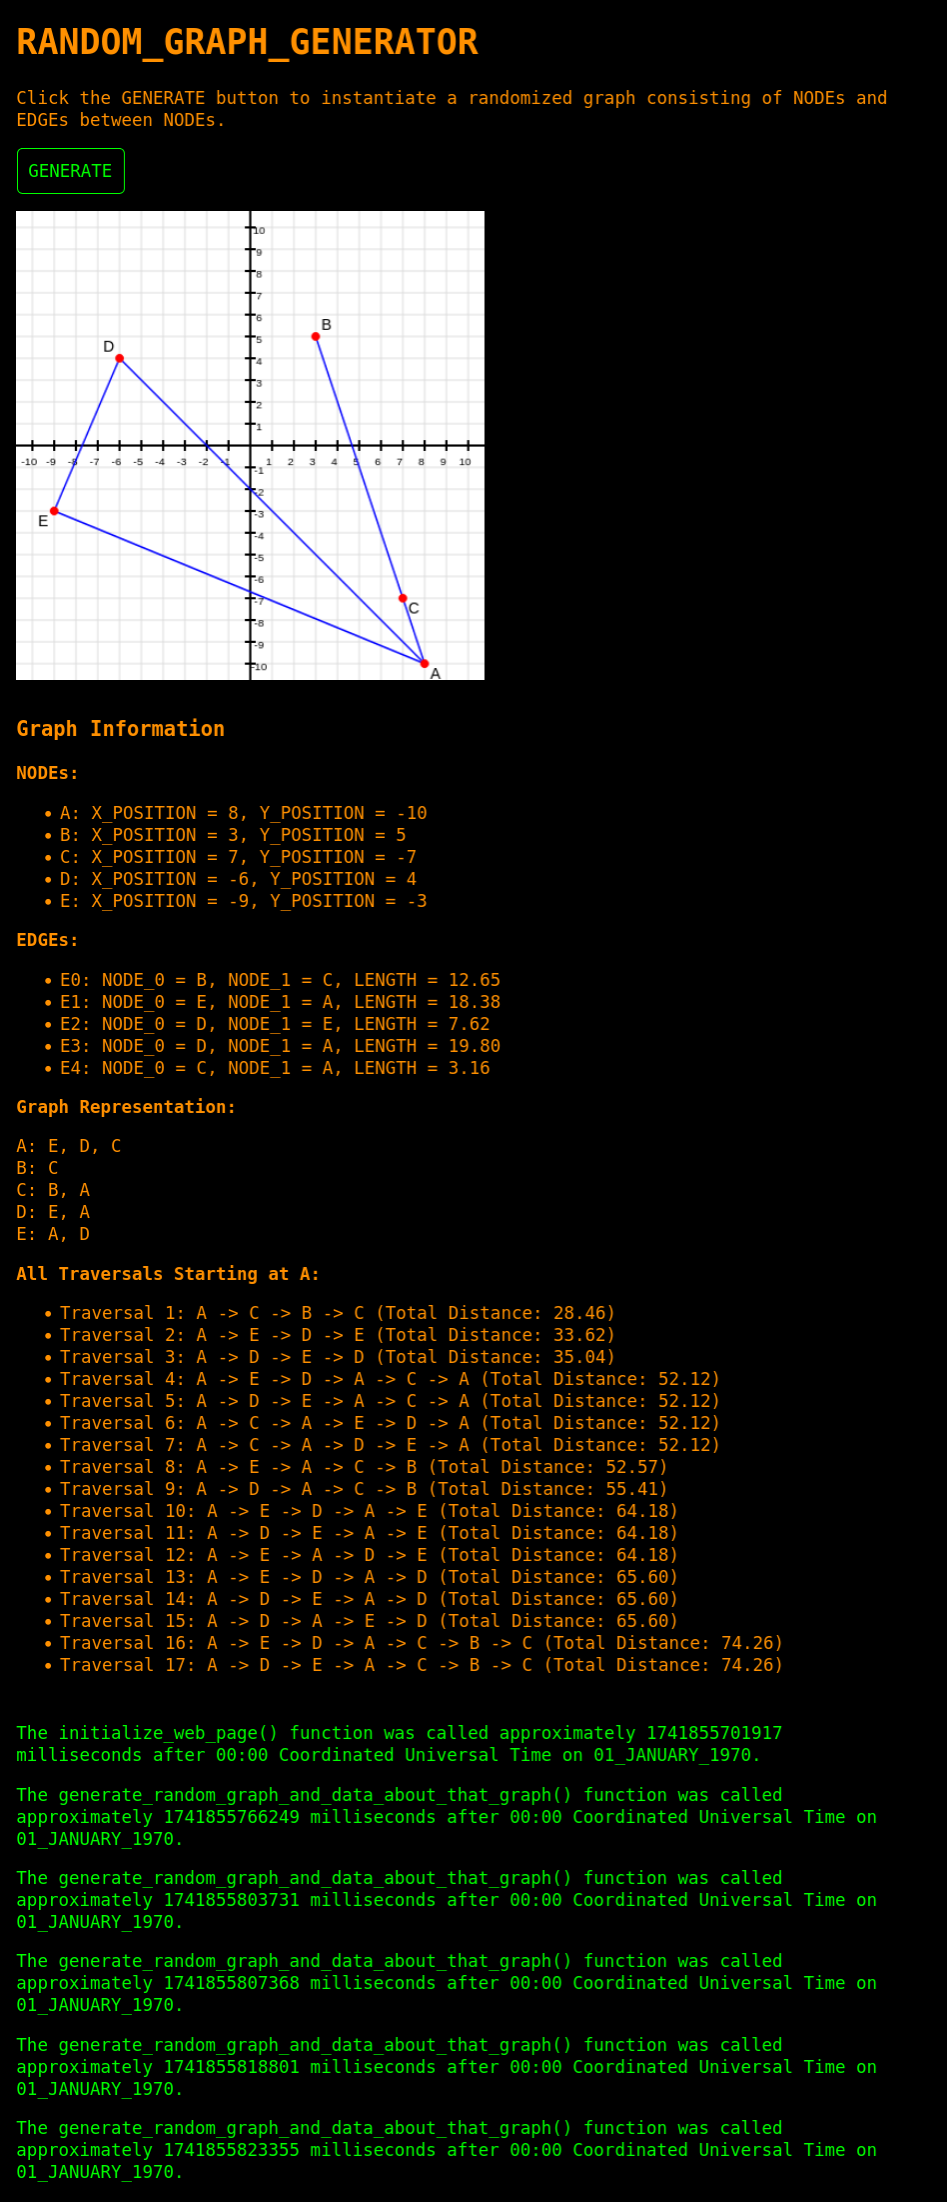 RANDOM_GRAPH_GENERATOR
Click the GENERATE button to instantiate a randomized graph consisting of NODEs and
EDGEs between NODEs.
GENERATE
10
9
8
7
6
5
4
3
2
1
-10 -9 -8 -7 -6 -5 -4 -3 -2 -1 1 2 3 4 5 6 7 8 9 10
-1
-2
-3
-4
-5
-6
-7
-8
-9
-10
B
D
E
C
A
Graph Information
NODEs:
• A: X_POSITION = 8, Y_POSITION = -10
• B: X_POSITION = 3, Y_POSITION = 5
• C: X_POSITION = 7, Y_POSITION = -7
• D: X_POSITION = -6, Y_POSITION = 4
• E: X_POSITION = -9, Y_POSITION = -3
EDGEs:
• E0: NODE_0 = B, NODE_1 = C, LENGTH = 12.65
• E1: NODE_0 = E, NODE_1 = A, LENGTH = 18.38
• E2: NODE_0 = D, NODE_1 = E, LENGTH = 7.62
• E3: NODE_0 = D, NODE_1 = A, LENGTH = 19.80
• E4: NODE_0 = C, NODE_1 = A, LENGTH = 3.16
Graph Representation:
A: E, D, C
B: C
C: B, A
D: E, A
E: A, D
All Traversals Starting at A:
• Traversal 1: A -> C -> B -> C (Total Distance: 28.46)
• Traversal 2: A -> E -> D -> E (Total Distance: 33.62)
• Traversal 3: A -> D -> E -> D (Total Distance: 35.04)
• Traversal 4: A -> E -> D -> A -> C -> A (Total Distance: 52.12)
• Traversal 5: A -> D -> E -> A -> C -> A (Total Distance: 52.12)
• Traversal 6: A -> C -> A -> E -> D -> A (Total Distance: 52.12)
• Traversal 7: A -> C -> A -> D -> E -> A (Total Distance: 52.12)
• Traversal 8: A -> E -> A -> C -> B (Total Distance: 52.57)
• Traversal 9: A -> D -> A -> C -> B (Total Distance: 55.41)
• Traversal 10: A -> E -> D -> A -> E (Total Distance: 64.18)
• Traversal 11: A -> D -> E -> A -> E (Total Distance: 64.18)
• Traversal 12: A -> E -> A -> D -> E (Total Distance: 64.18)
• Traversal 13: A -> E -> D -> A -> D (Total Distance: 65.60)
• Traversal 14: A -> D -> E -> A -> D (Total Distance: 65.60)
• Traversal 15: A -> D -> A -> E -> D (Total Distance: 65.60)
• Traversal 16: A -> E -> D -> A -> C -> B -> C (Total Distance: 74.26)
• Traversal 17: A -> D -> E -> A -> C -> B -> C (Total Distance: 74.26)
The initialize_web_page() function was called approximately 1741855701917
milliseconds after 00:00 Coordinated Universal Time on 01_JANUARY_1970.
The generate_random_graph_and_data_about_that_graph() function was called
approximately 1741855766249 milliseconds after 00:00 Coordinated Universal Time on
01_JANUARY_1970.
The generate_random_graph_and_data_about_that_graph() function was called
approximately 1741855803731 milliseconds after 00:00 Coordinated Universal Time on
01_JANUARY_1970.
The generate_random_graph_and_data_about_that_graph() function was called
approximately 1741855807368 milliseconds after 00:00 Coordinated Universal Time on
01_JANUARY_1970.
The generate_random_graph_and_data_about_that_graph() function was called
approximately 1741855818801 milliseconds after 00:00 Coordinated Universal Time on
01_JANUARY_1970.
The generate_random_graph_and_data_about_that_graph() function was called
approximately 1741855823355 milliseconds after 00:00 Coordinated Universal Time on
01_JANUARY_1970.